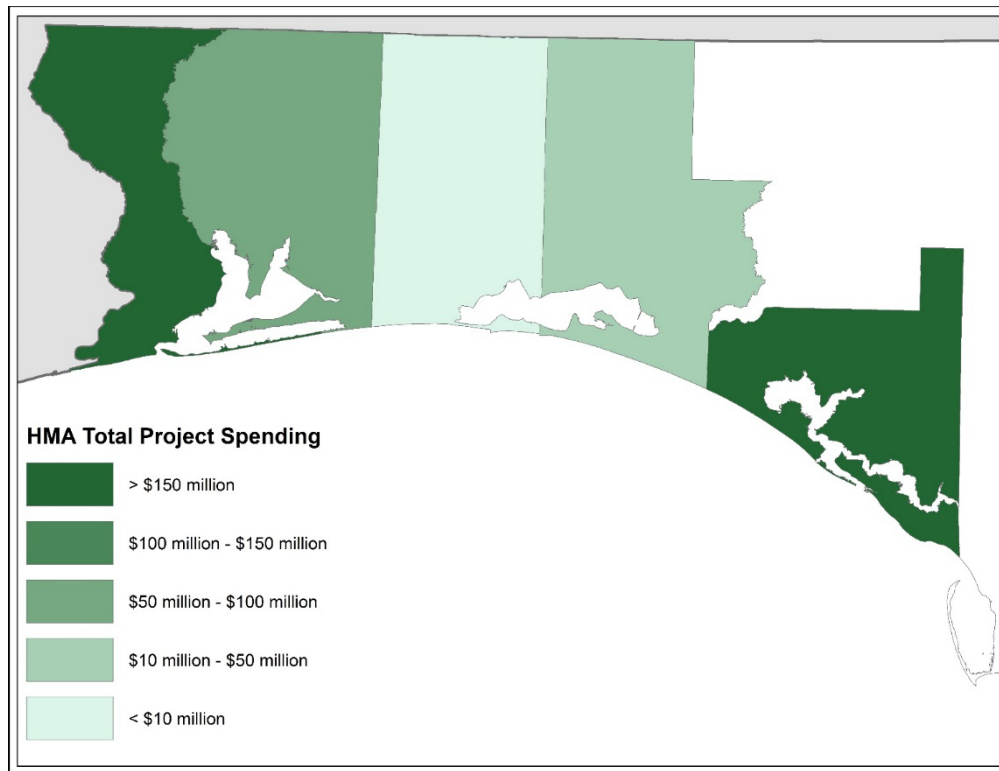 HMA Total Project Spending
> $150 million
$100 million - $150 million
$50 million - $100 million
$10 million - $50 million
< $10 million